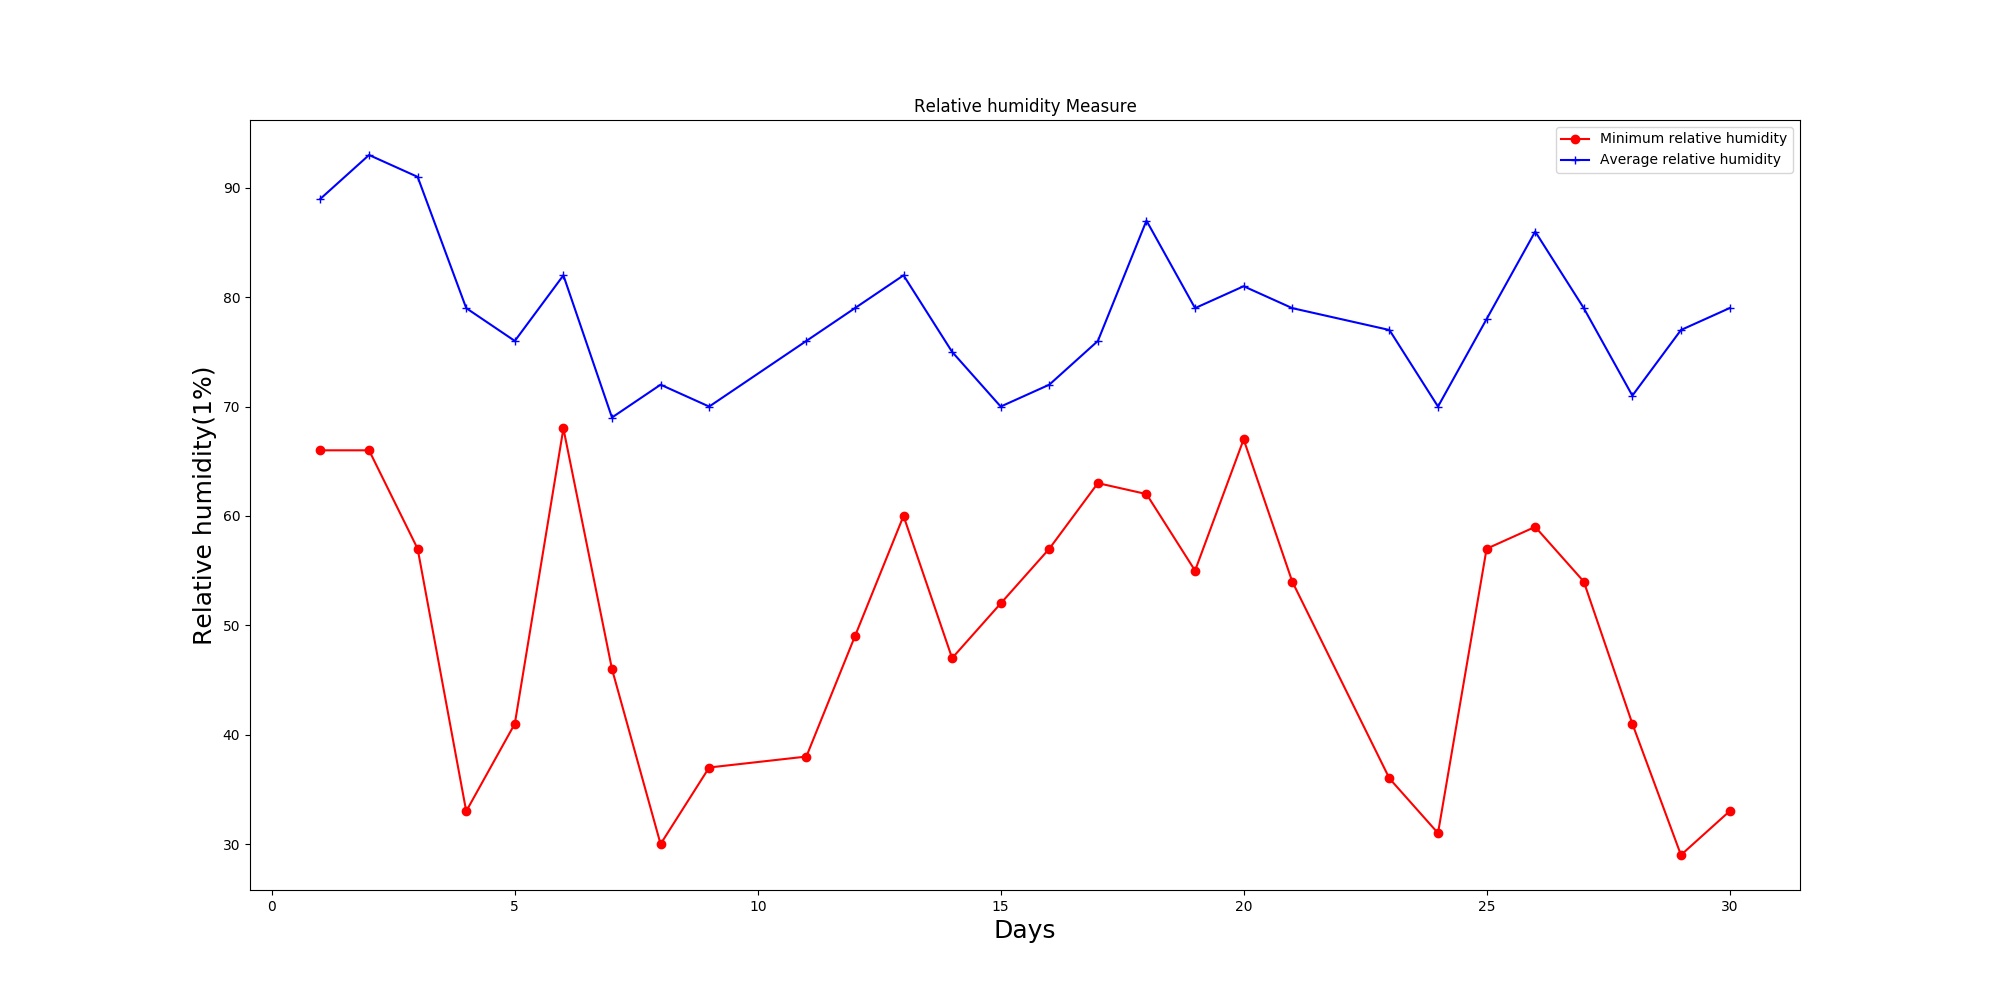 Relative humidity Measure
Minimum relative humidity
Average relative humidity
Relative humidity(1%)
90
80
70
60
50
40
30
0 5 10 15 20 25 30
Days